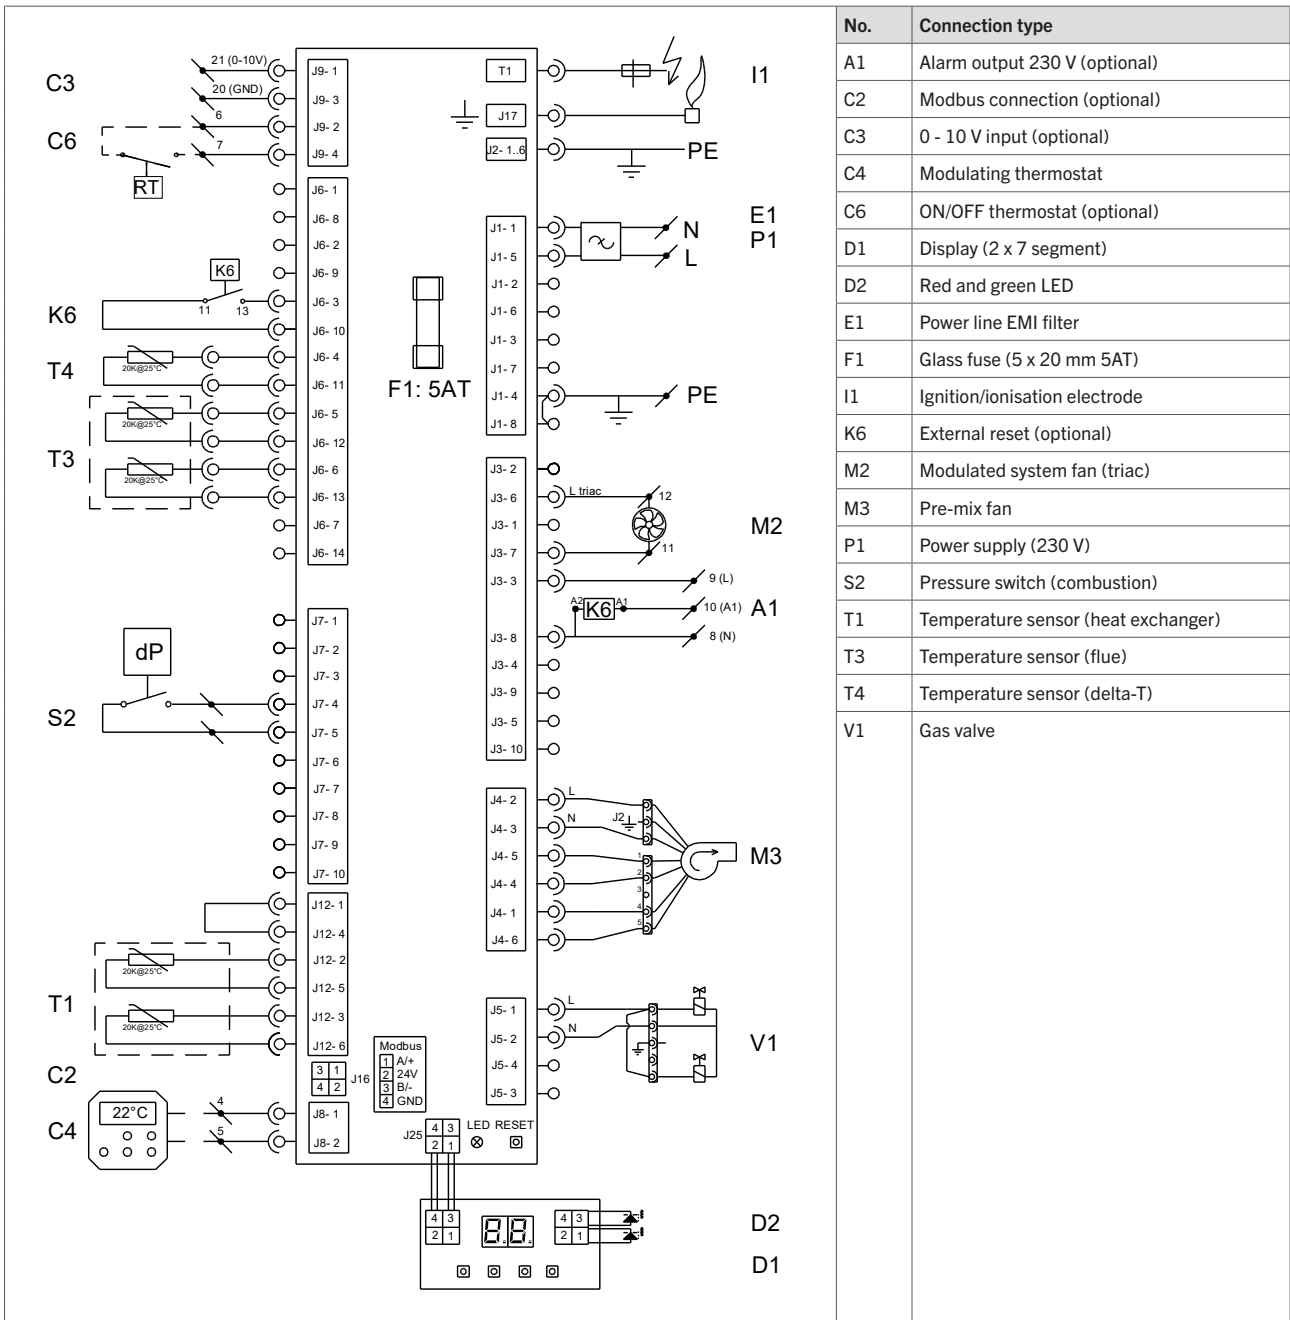 C3
21 (0-10V)
20 (GND)
C6
6
7
RT
J9- 1
J9- 3
J9- 2
J9- 4
J6- 1
J6- 8
J6- 2
J6- 9
J6- 3
J6- 10
J6- 4
J6- 11
J6- 5
J6- 12
J6- 6
J6- 13
J6- 7
J6- 14
K6
K6
11 13
T4
20K@25°C
T3
20K@25°C
20K@25°C
F1: 5AT
J7- 1
J7- 2
J7- 3
J7- 4
J7- 5
J7- 6
J7- 7
J7- 8
J7- 9
J7- 10
dP
S2
J12- 1
J12- 4
J12- 2
J12- 5
J12- 3
J12- 6
T1
20K@25°C
20K@25°C
C2
3 1
4 2
J16
Modbus
1 A/+
2 24V
3 B/-
4 GND
C4
22°C
4
5
J8- 1
J8- 2
J25
4 3
2 1
LED RESET
T1
J17
J2- 1..6
I1
PE
J1- 1
J1- 5
J1- 2
J1- 6
J1- 3
J1- 7
J1- 4
J1- 8
N
L
E1
P1
PE
J3- 2
J3- 6
J3- 1
J3- 7
J3- 3
J3- 8
J3- 4
J3- 9
J3- 5
J3- 10
L triac
12
11
M2
9 (L)
A2 K6 A1
10 (A1)
A1
8 (N)
J4- 2
J4- 3
J4- 5
J4- 4
J4- 1
J4- 6
L
N
J2
1
2
3
4
5
M3
J5- 1
J5- 2
J5- 4
J5- 3
L
N
V1
4 3
2 1
8.8.
4 3
2 1
D2
D1
No. Connection type
A1 Alarm output 230 V (optional)
C2 Modbus connection (optional)
C3 0 - 10 V input (optional)
C4 Modulating thermostat
C6 ON/OFF thermostat (optional)
D1 Display (2 x 7 segment)
D2 Red and green LED
E1 Power line EMI filter
F1 Glass fuse (5 x 20 mm 5AT)
I1 Ignition/ionisation electrode
K6 External reset (optional)
M2 Modulated system fan (triac)
M3 Pre-mix fan
P1 Power supply (230 V)
S2 Pressure switch (combustion)
T1 Temperature sensor (heat exchanger)
T3 Temperature sensor (flue)
T4 Temperature sensor (delta-T)
V1 Gas valve